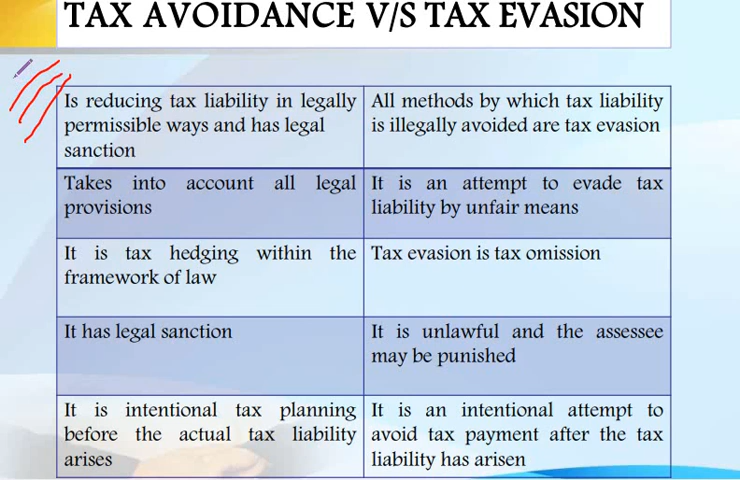 TAX AVOIDANCE V/S TAX EVASION
Is reducing tax liability in legally
permissible ways and has legal
sanction
All methods by which tax liability
is illegally avoided are tax evasion
Takes into account all legal
provisions
It is an attempt to evade tax
liability by unfair means
It is tax hedging within the
framework of law
Tax evasion is tax omission
It has legal sanction
It is unlawful and the assessee
may be punished
It is intentional tax planning
before the actual tax liability
arises
It is an intentional attempt to
avoid tax payment after the tax
liability has arisen